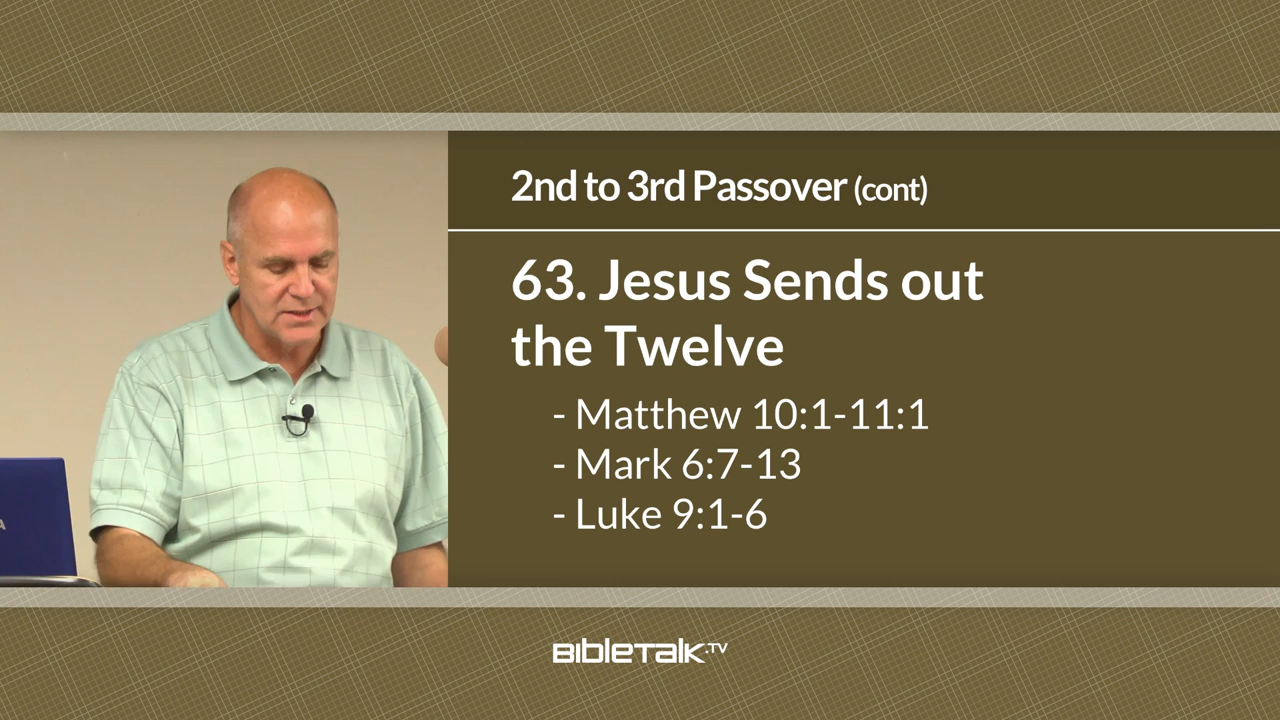 2nd to 3rd Passover (cont)
63. Jesus Sends out
the Twelve
- Matthew 10:1-11:1
- Mark 6:7-13
- Luke 9:1-6
BIbleTalk.TV